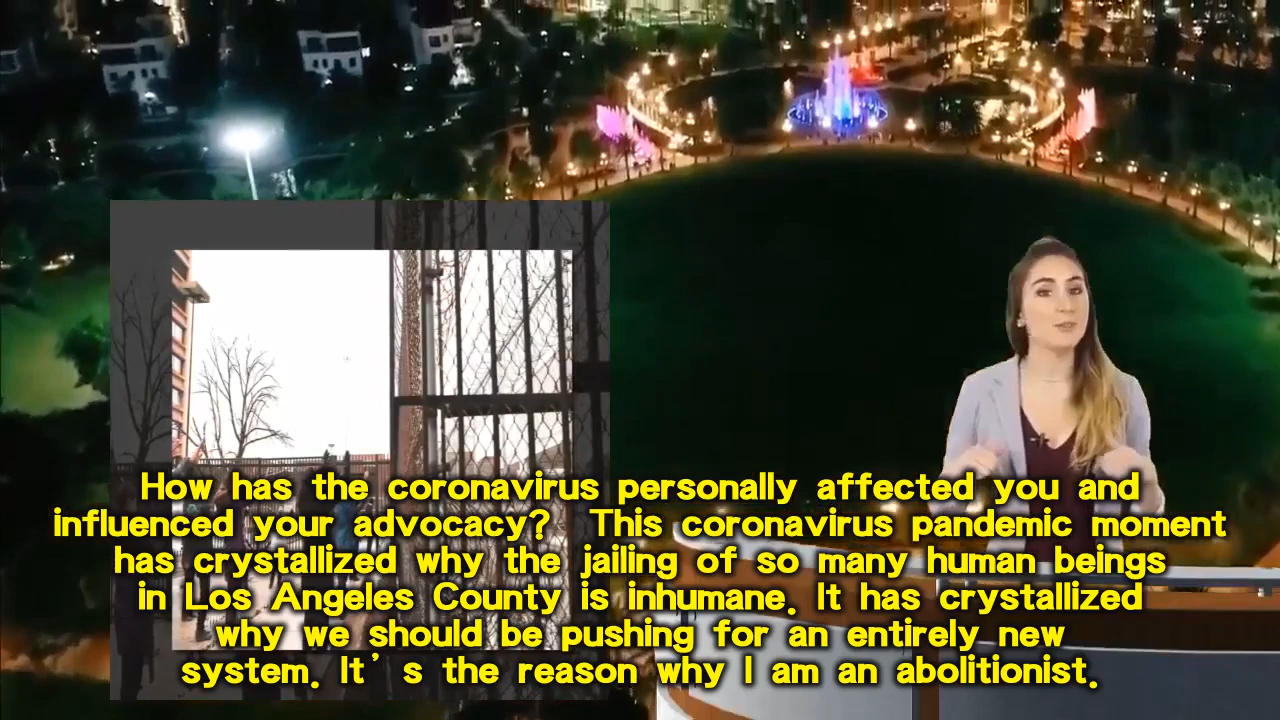 How has the coronavirus personally affected you and
influenced your advocacy?  This coronavirus pandemic moment
has crystallized why the jailing of so many human beings
in Los Angeles County is inhumane. It has crystallized
why we should be pushing for an entirely new
system. It’s the reason why I am an abolitionist.